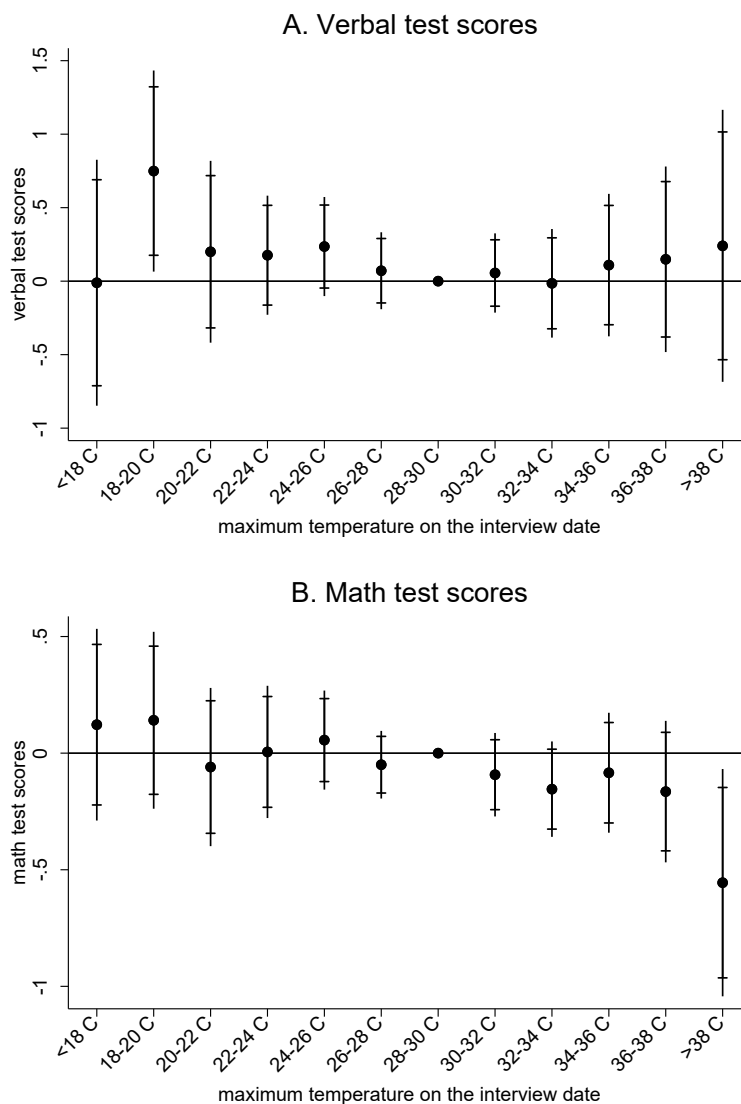 A. Verbal test scores
verbal test scores
1.5
1
.5
0
-.5
-1
<18 C
18-20 C
20-22 C
22-24 C
24-26 C
26-28 C
28-30 C
30-32 C
32-34 C
34-36 C
36-38 C
>38 C
maximum temperature on the interview date
B. Math test scores
math test scores
.5
0
-.5
-1
<18 C
18-20 C
20-22 C
22-24 C
24-26 C
26-28 C
28-30 C
30-32 C
32-34 C
34-36 C
36-38 C
>38 C
maximum temperature on the interview date